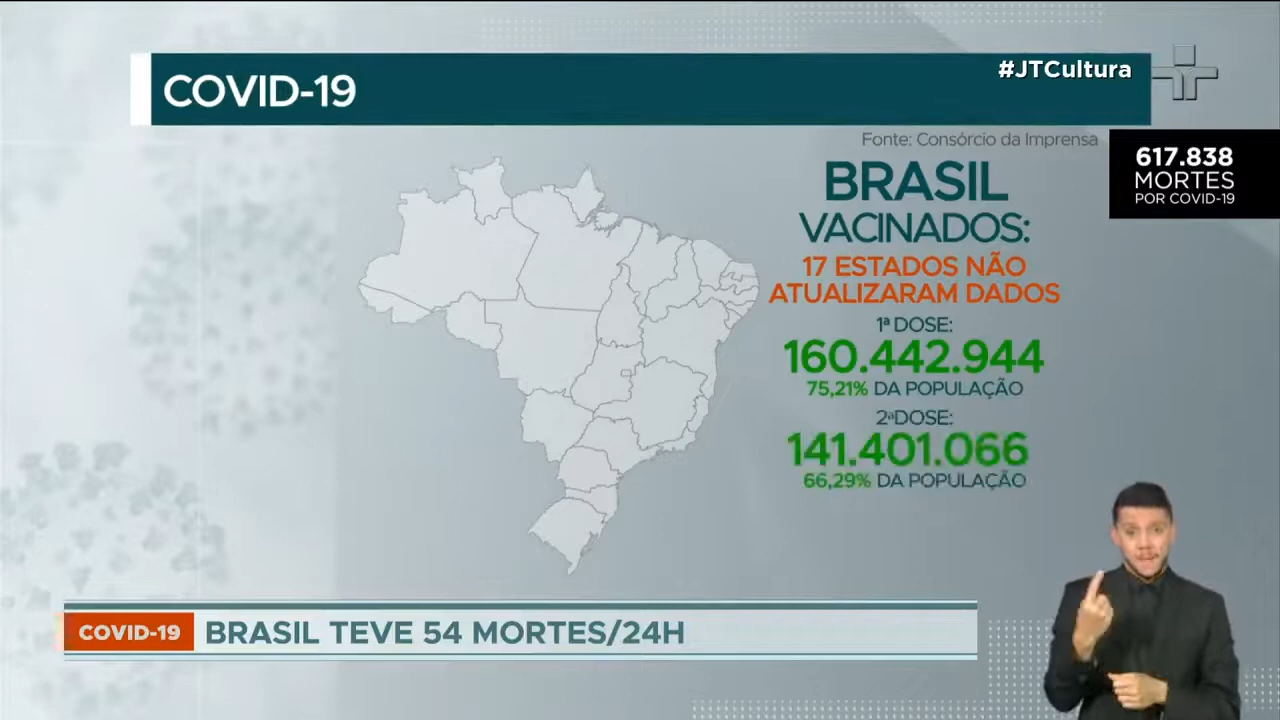 COVID-19
#JTCultura
Fonte: Consórcio da Imprensa
617.838
MORTES
POR COVID-19
BRASIL
VACINADOS:
17 ESTADOS NÃO
ATUALIZARAM DADOS
1ª DOSE:
160.442.944
75,21% DA POPULAÇÃO
2ªDOSE:
141.401.066
66,29% DA POPULAÇÃO
COVID-19
BRASIL TEVE 54 MORTES/24H